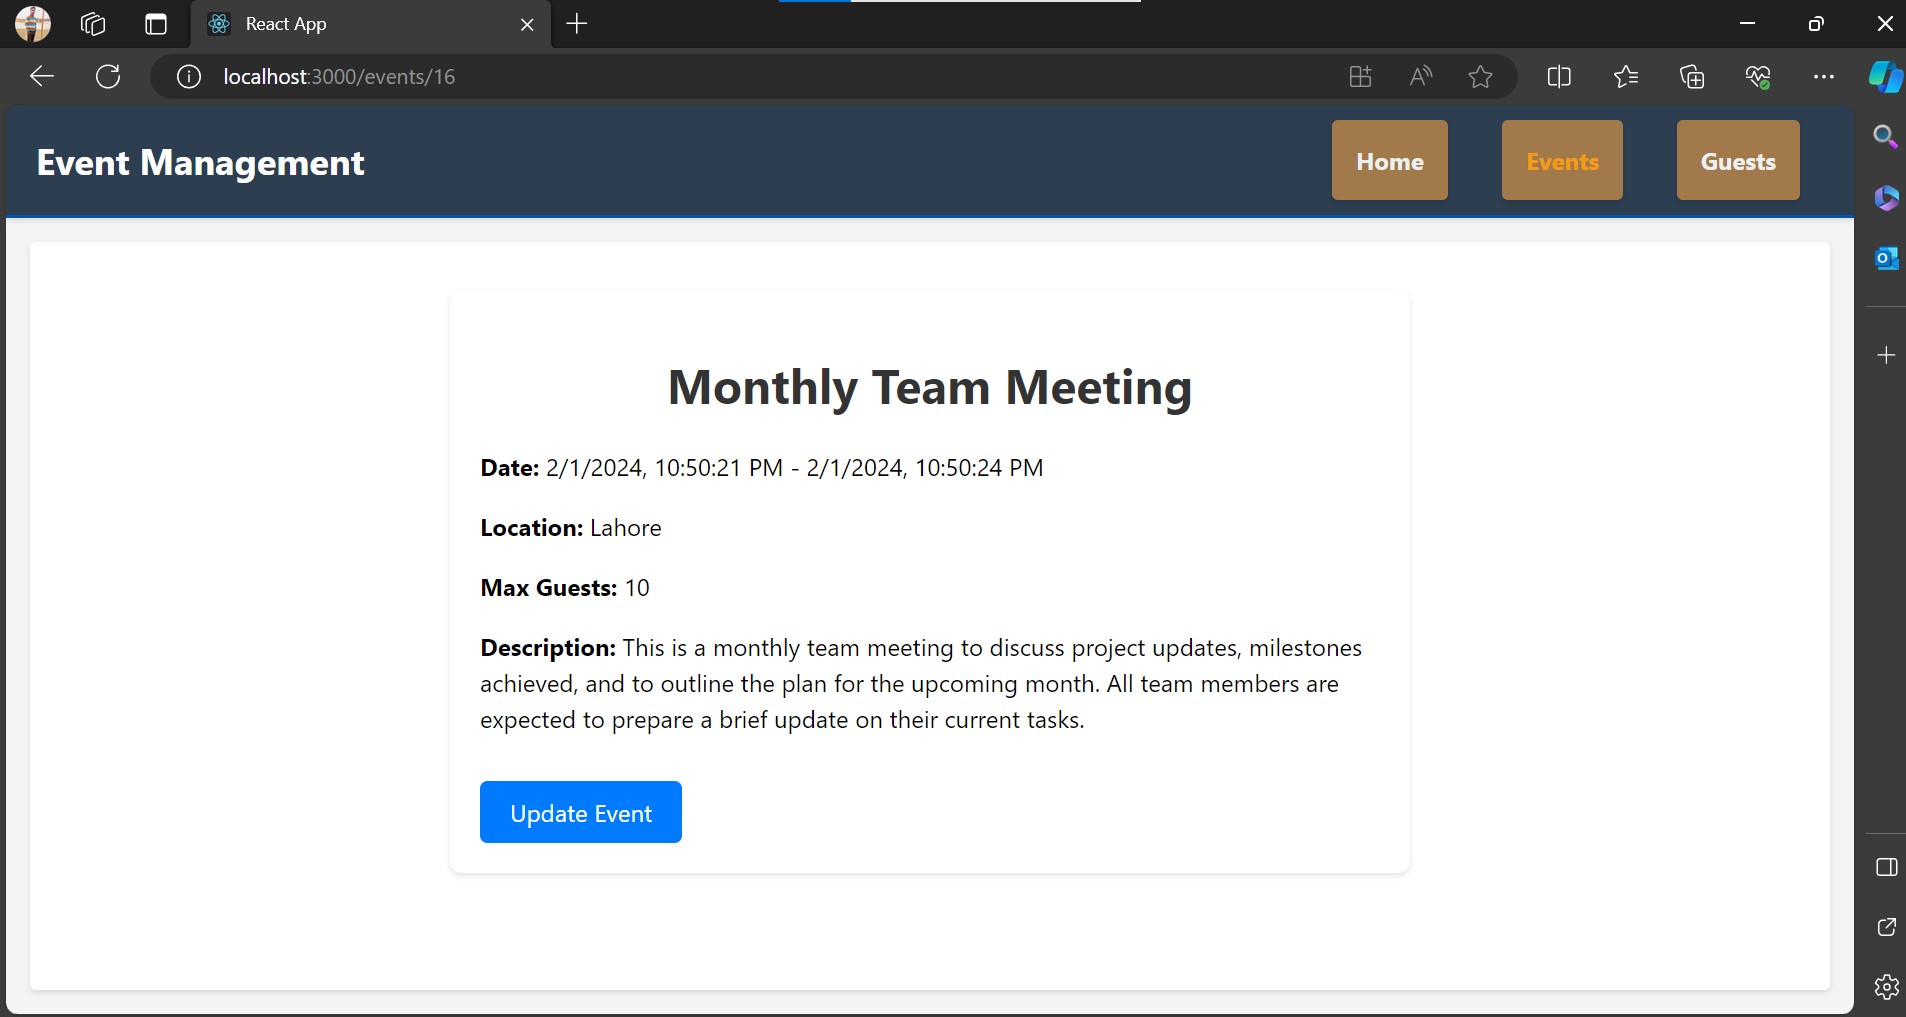 React App
localhost:3000/events/16
Event Management
Home
Events
Guests
Monthly Team Meeting
Date: 2/1/2024, 10:50:21 PM - 2/1/2024, 10:50:24 PM
Location: Lahore
Max Guests: 10
Description: This is a monthly team meeting to discuss project updates, milestones
achieved, and to outline the plan for the upcoming month. All team members are
expected to prepare a brief update on their current tasks.
Update Event